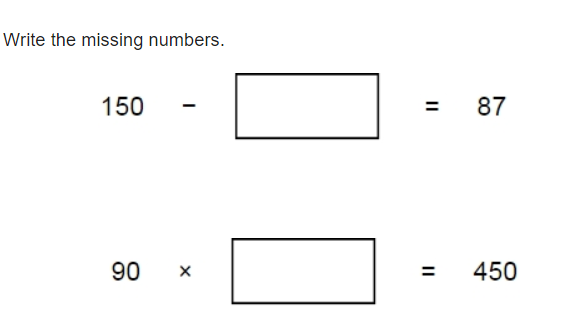 Write the missing numbers.
150 − = 87
90 × = 450